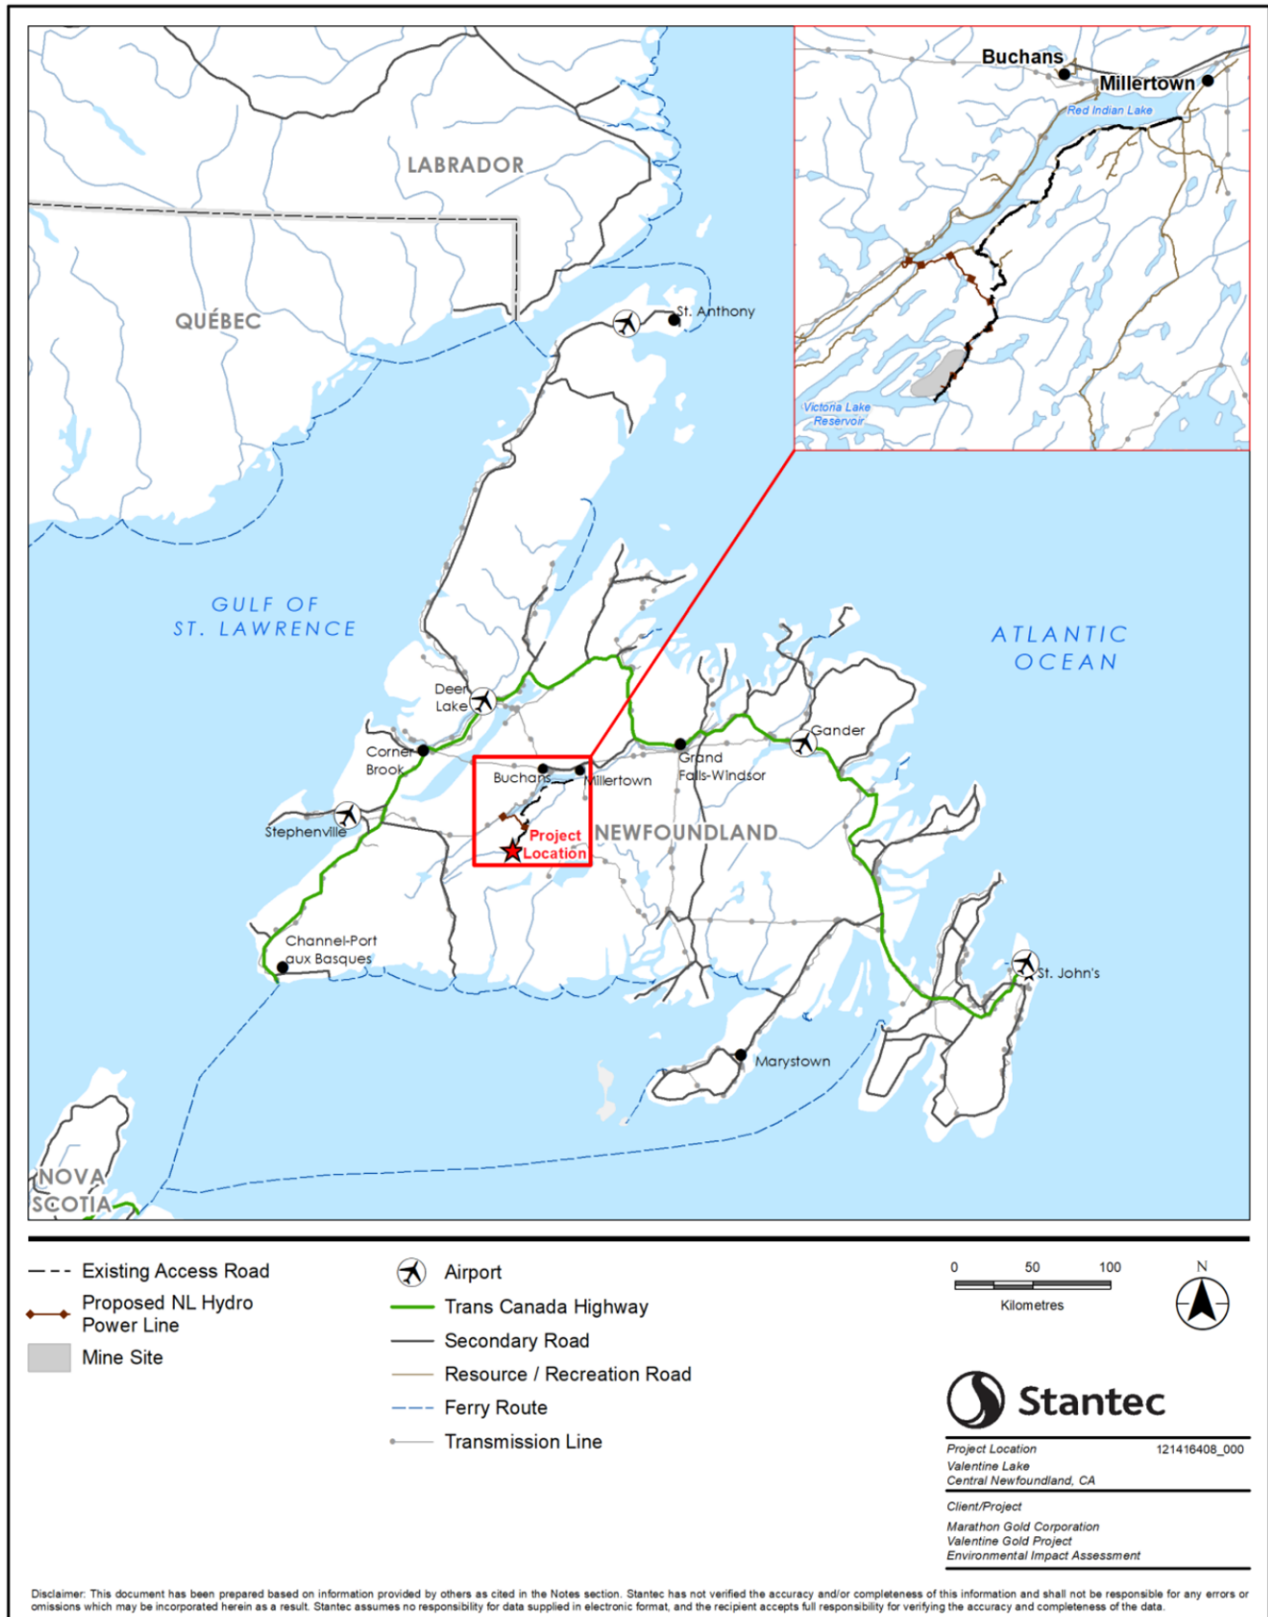 Buchans
Millertown
Red Indian Lake
Victoria Lake
Reservoir
LABRADOR
QUÉBEC
St. Anthony
GULF OF
ST. LAWRENCE
ATLANTIC
OCEAN
Deer
Lake
Corner
Brook
Gander
Grand
Falls-Windsor
Buchans
Millertown
Stephenville
Project
Location
NEWFOUNDLAND
Channel-Port
aux Basques
St. John's
Marystown
NOVA
SCOTIA
Existing Access Road
Proposed NL Hydro
Power Line
Mine Site
Airport
Trans Canada Highway
Secondary Road
Resource / Recreation Road
Ferry Route
Transmission Line
0 50 100
Kilometres
N
Stantec
Project Location 121416408_000
Valentine Lake
Central Newfoundland, CA
Client/Project
Marathon Gold Corporation
Valentine Gold Project
Environmental Impact Assessment
Disclaimer: This document has been prepared based on information provided by others as cited in the Notes section. Stantec has not verified the accuracy and/or completeness of this information and shall not be responsible for any errors or
omissions which may be incorporated herein as a result. Stantec assumes no responsibility for data supplied in electronic format, and the recipient accepts full responsibility for verifying the accuracy and completeness of the data.